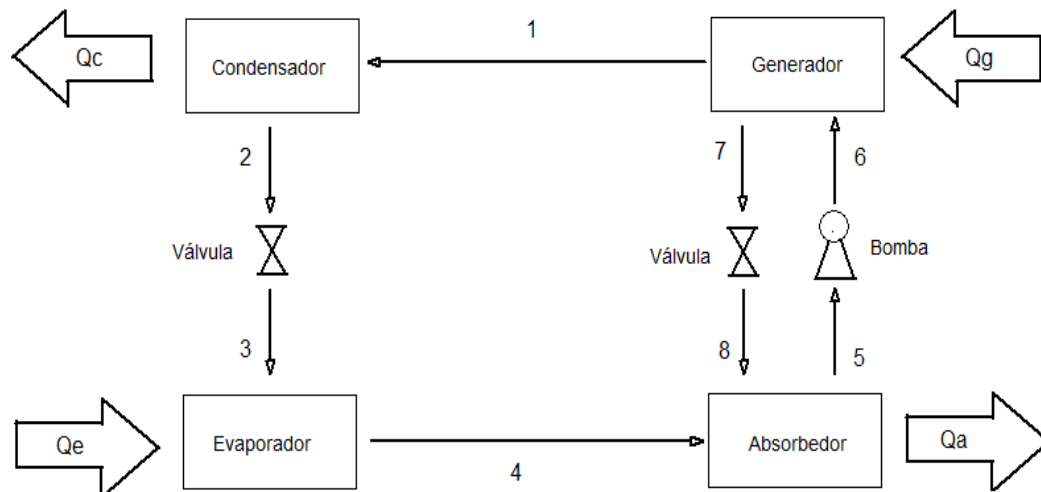 Qc
Condensador
1
Generador
Qg
2
7
6
Válvula
Válvula
Bomba
3
8
5
Qe
Evaporador
4
Absorbedor
Qa